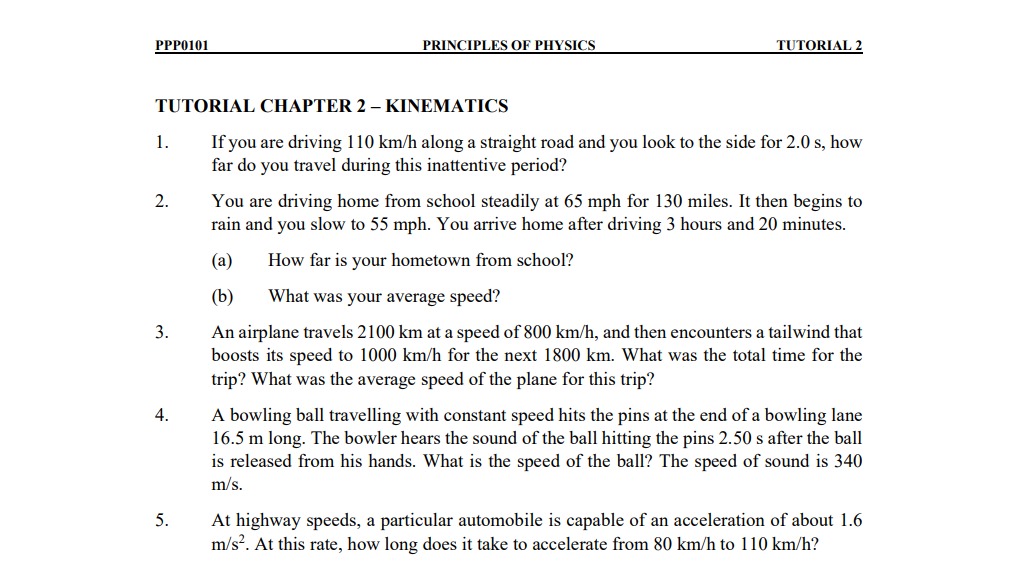 PPP0101 PRINCIPLES OF PHYSICS TUTORIAL 2
TUTORIAL CHAPTER 2 – KINEMATICS
1. If you are driving 110 km/h along a straight road and you look to the side for 2.0 s, how
far do you travel during this inattentive period?
2. You are driving home from school steadily at 65 mph for 130 miles. It then begins to
rain and you slow to 55 mph. You arrive home after driving 3 hours and 20 minutes.
(a) How far is your hometown from school?
(b) What was your average speed?
3. An airplane travels 2100 km at a speed of 800 km/h, and then encounters a tailwind that
boosts its speed to 1000 km/h for the next 1800 km. What was the total time for the
trip? What was the average speed of the plane for this trip?
4. A bowling ball travelling with constant speed hits the pins at the end of a bowling lane
16.5 m long. The bowler hears the sound of the ball hitting the pins 2.50 s after the ball
is released from his hands. What is the speed of the ball? The speed of sound is 340
m/s.
5. At highway speeds, a particular automobile is capable of an acceleration of about 1.6
m/s². At this rate, how long does it take to accelerate from 80 km/h to 110 km/h?